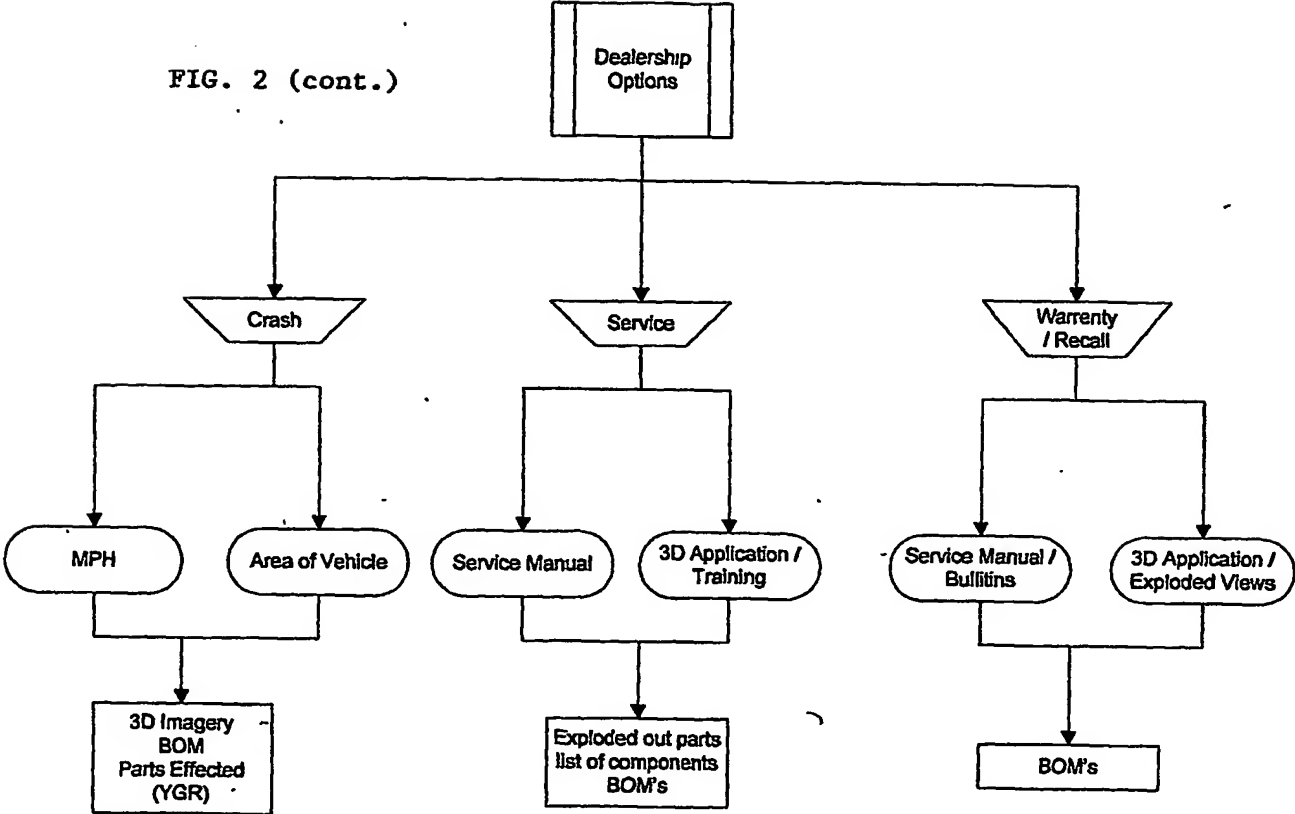 FIG. 2 (cont.)
Dealership
Options
Crash
Service
Warrenty
/ Recall
MPH
Area of Vehicle
Service Manual
3D Application /
Training
Service Manual /
Bullitins
3D Application /
Exploded Views
3D Imagery
BOM
Parts Effected
(YGR)
Exploded out parts
list of components
BOM's
BOM's